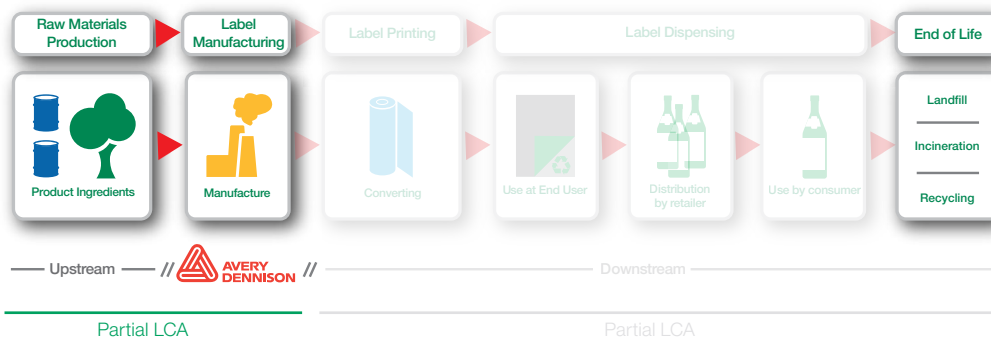 Raw Materials
Production
Label
Manufacturing
Label Printing
Label Dispensing
End of Life
Product Ingredients
Manufacture
Converting
Use at End User
Distribution
by retailer
Use by consumer
Landfill
Incineration
Recycling
Upstream
//
AVERY
DENNISON
//
Downstream
Partial LCA
Partial LCA